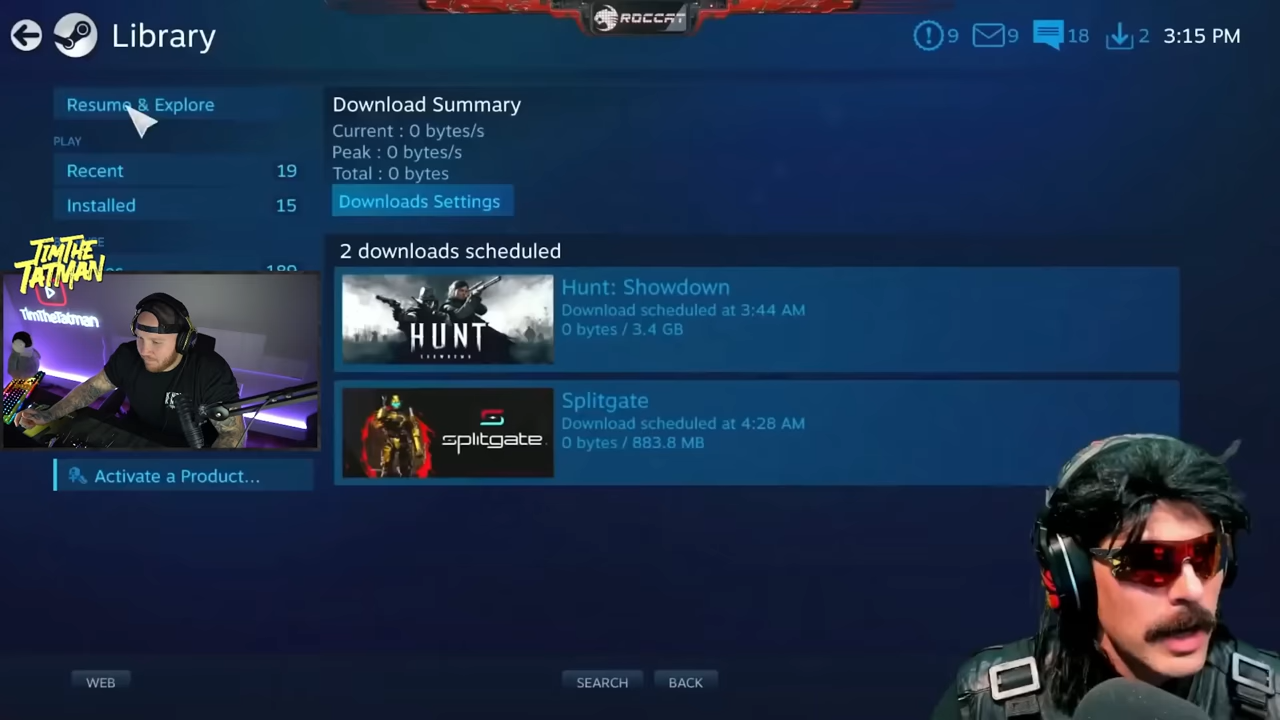 ROCCAT
Library
9
9
18
2
3:15 PM
Resume & Explore
PLAY
Recent 19
Installed 15
189
TIMTHE
TATMAN
TimTheTatman
Activate a Product...
Download Summary
Current : 0 bytes/s
Peak : 0 bytes/s
Total : 0 bytes
Downloads Settings
2 downloads scheduled
HUNT
SHOWDOWN
Hunt: Showdown
Download scheduled at 3:44 AM
0 bytes / 3.4 GB
splitgate
Splitgate
Download scheduled at 4:28 AM
0 bytes / 883.8 MB
WEB
SEARCH
BACK